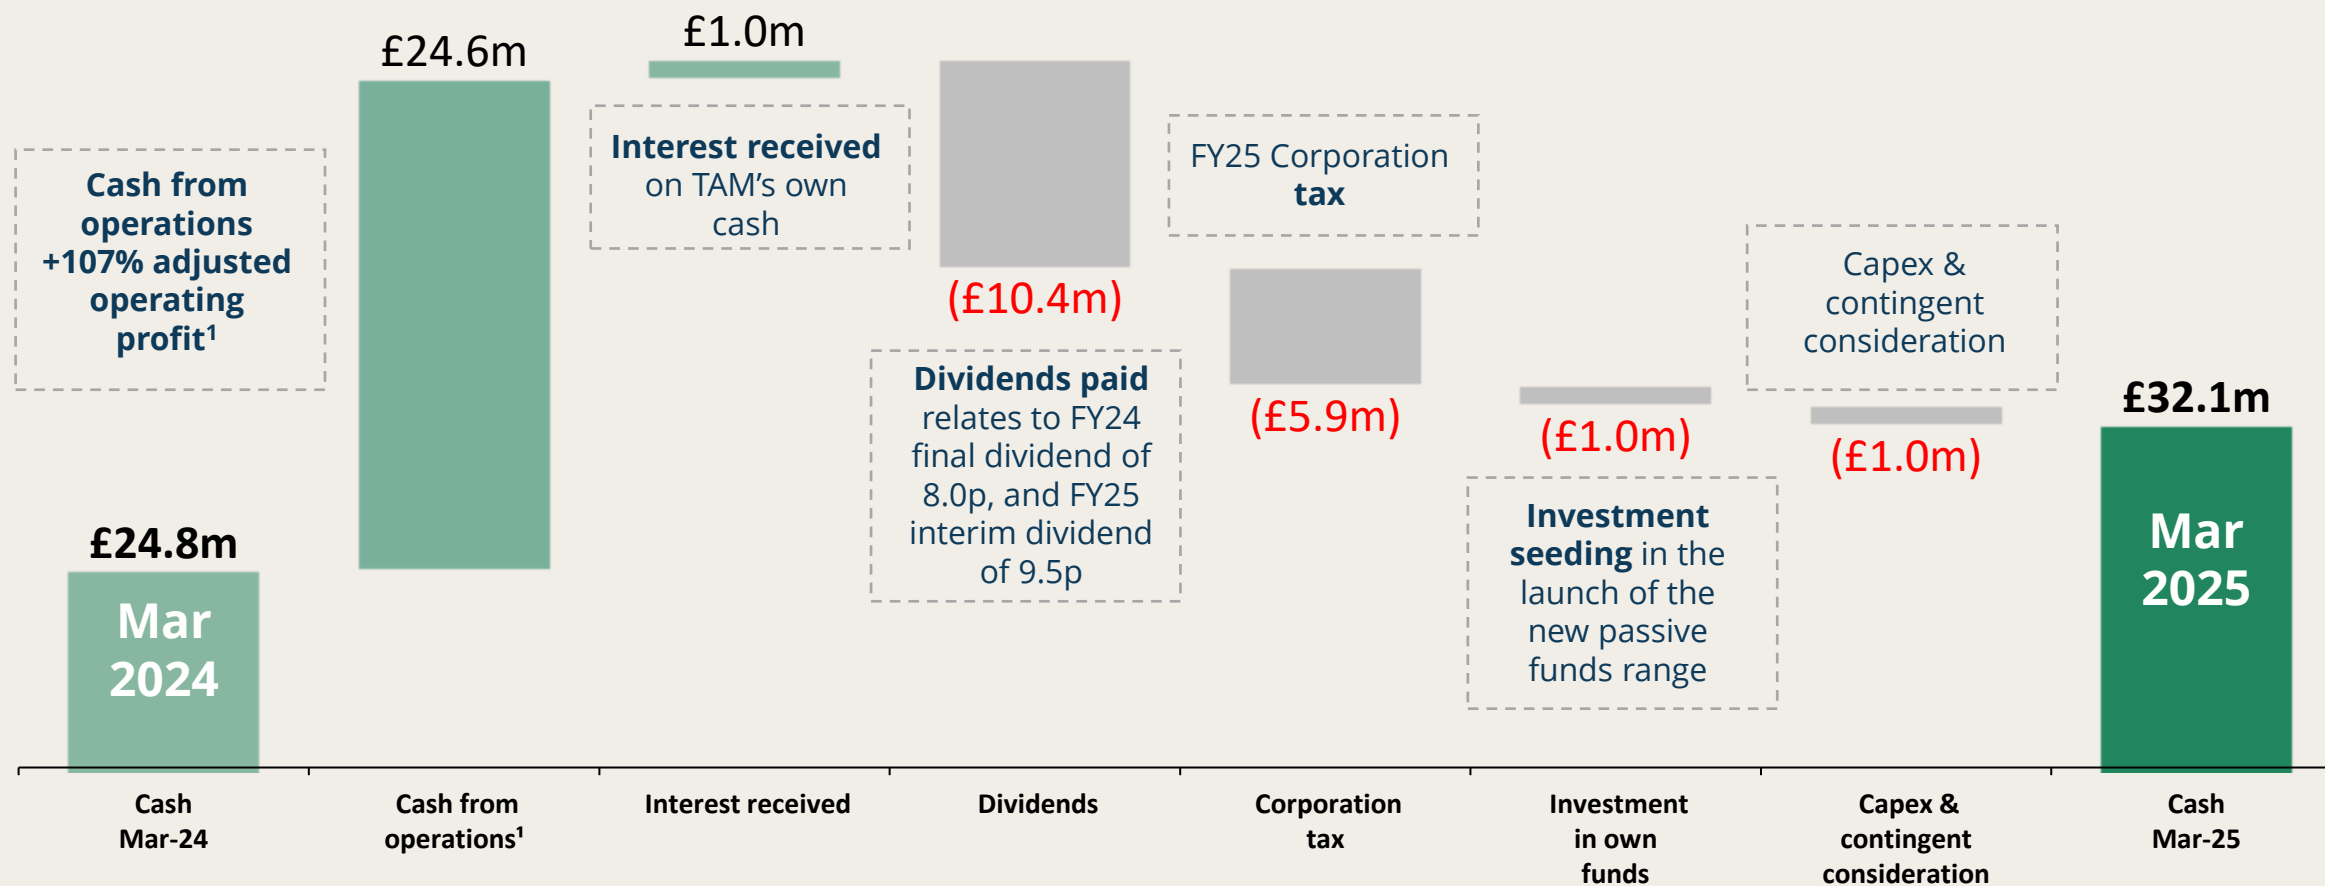 £24.8m
Mar
2024
Cash from
operations
+107% adjusted
operating
profit¹
£24.6m
£1.0m
Interest received
on TAM’s own
cash
(£10.4m)
Dividends paid
relates to FY24
final dividend of
8.0p, and FY25
interim dividend
of 9.5p
FY25 Corporation
tax
(£5.9m)
(£1.0m)
Investment
seeding in the
launch of the
new passive
funds range
Capex &
contingent
consideration
(£1.0m)
£32.1m
Mar
2025
Cash
Mar-24
Cash from
operations¹
Interest received
Dividends
Corporation
tax
Investment
in own
funds
Capex &
contingent
consideration
Cash
Mar-25